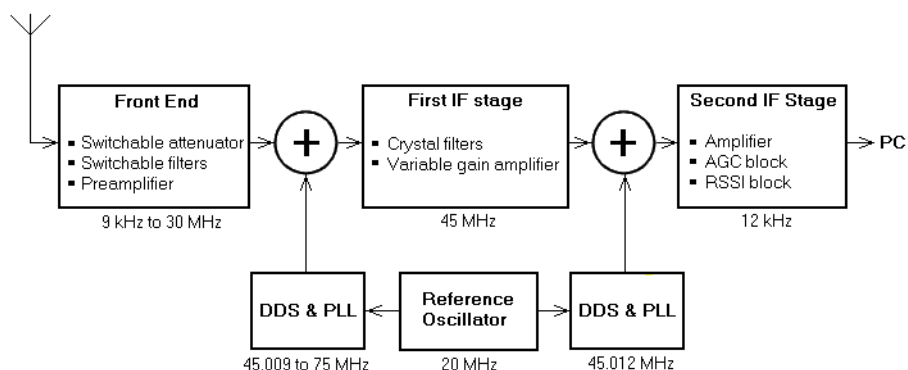 Front End
▪ Switchable attenuator
▪ Switchable filters
▪ Preamplifier
9 kHz to 30 MHz
+
First IF stage
▪ Crystal filters
▪ Variable gain amplifier
45 MHz
+
Second IF Stage
▪ Amplifier
▪ AGC block
▪ RSSI block
12 kHz
PC
DDS & PLL
45.009 to 75 MHz
Reference
Oscillator
20 MHz
DDS & PLL
45.012 MHz